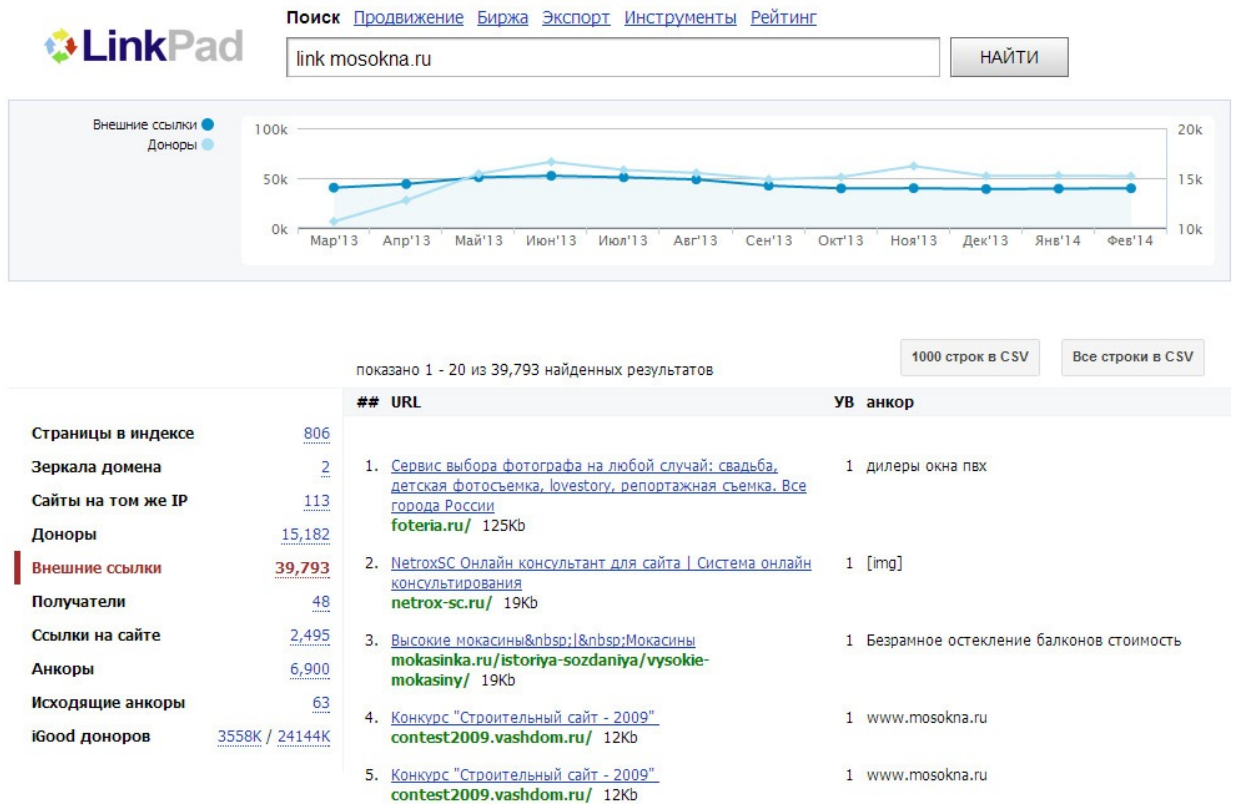 Поиск Продвижение Биржа Экспорт Инструменты Рейтинг
LinkPad
link mosokna.ru
НАЙТИ
Внешние ссылки
Доноры
100k
50k
0k
20k
15k
10k
Мар'13 Апр'13 Май'13 Июн'13 Июл'13 Авг'13 Сен'13 Окт'13 Ноя'13 Дек'13 Янв'14 Фев'14
показано 1 - 20 из 39,793 найденных результатов
1000 строк в CSV
Все строки в CSV
## URL УВ анкор
Страницы в индексе 806
Зеркала домена 2
Сайты на том же IP 113
Доноры 15,182
Внешние ссылки 39,793
Получатели 48
Ссылки на сайте 2,495
Анкоры 6,900
Исходящие анкоры 63
iGood доноров 3558K / 24144K
1. Сервис выбора фотографа на любой случай: свадьба, 1 дилеры окна пвх
детская фотосъемка, lovestory, репортажная съемка. Все
города России
foteria.ru/ 125Kb
2. NetroxSC Онлайн консультант для сайта | Система онлайн 1 [img]
консультирования
netrox-sc.ru/ 19Kb
3. Высокие мокасины&nbsp;|&nbsp;Мокасины 1 Безрамное остекление балконов стоимость
mokasinka.ru/istoriya-sozdaniya/vysokie-
mokasiny/ 19Kb
4. Конкурс "Строительный сайт - 2009" 1 www.mosokna.ru
contest2009.vashdom.ru/ 12Kb
5. Конкурс "Строительный сайт - 2009" 1 www.mosokna.ru
contest2009.vashdom.ru/ 12Kb